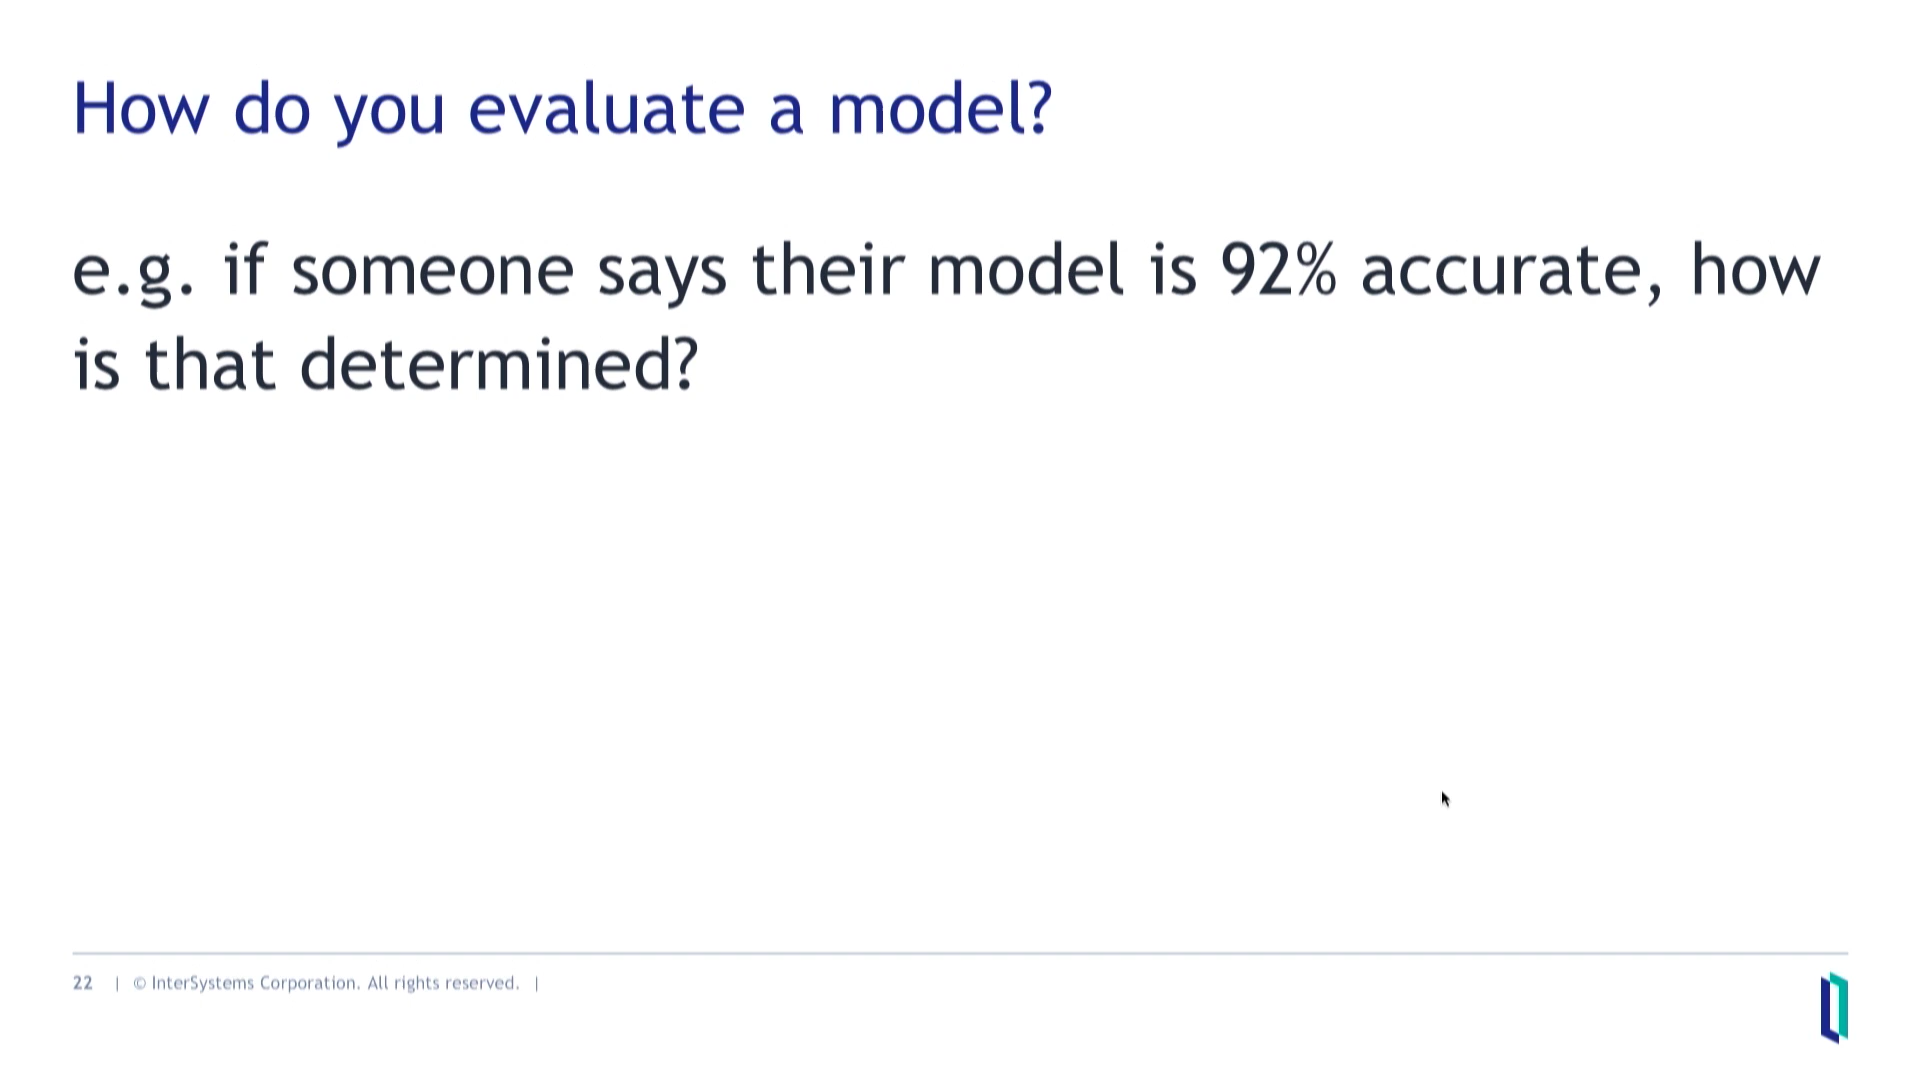 How do you evaluate a model?
e.g. if someone says their model is 92% accurate, how
is that determined?
22 | © InterSystems Corporation. All rights reserved. |